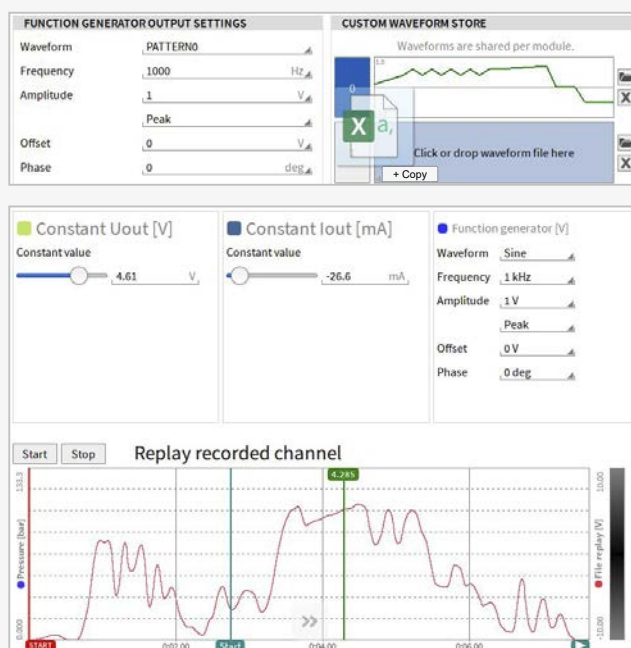 FUNCTION GENERATOR OUTPUT SETTINGS
Waveform PATTERN0
Frequency 1000 Hz
Amplitude 1 V
Peak
Offset 0 V
Phase 0 deg
CUSTOM WAVEFORM STORE
Waveforms are shared per module.
1.0
0
X a,
Click or drop waveform file here
+ Copy
X
X
Constant Uout [V]
Constant value
4.61 V
Constant Iout [mA]
Constant value
-26.6 mA
Function generator [V]
Waveform Sine
Frequency 1 kHz
Amplitude 1 V
Peak
Offset 0 V
Phase 0 deg
Start Stop Replay recorded channel
4.285
133.3
Pressure [bar]
0.000
10.00
File replay [V]
-10.00
START 0:02.00 Start 0:04.00 0:06.00